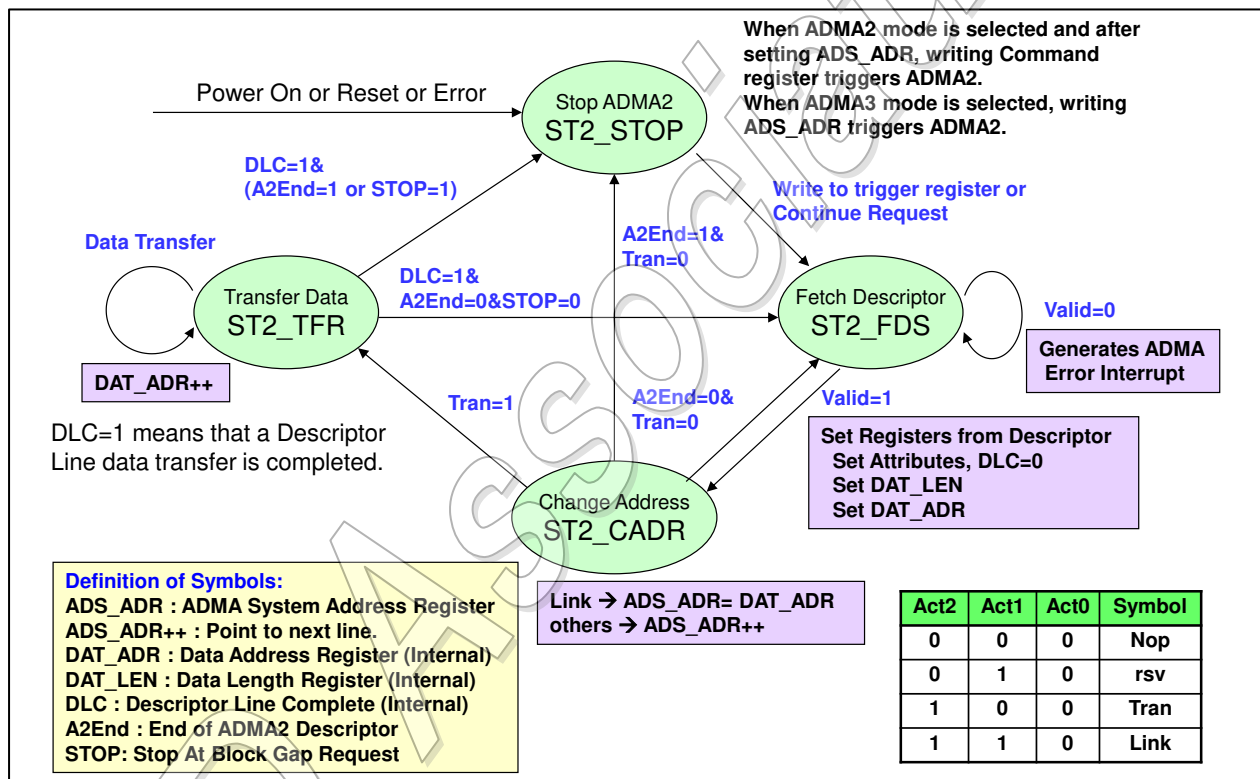 When ADMA2 mode is selected and after
setting ADS_ADR, writing Command
register triggers ADMA2.
When ADMA3 mode is selected, writing
ADS_ADR triggers ADMA2.
Power On or Reset or Error
Stop ADMA2
ST2_STOP
DLC=1&
(A2End=1 or STOP=1)
Write to trigger register or
Continue Request
Data Transfer
A2End=1&
Tran=0
Transfer Data
ST2_TFR
DLC=1&
A2End=0&STOP=0
Fetch Descriptor
ST2_FDS
Valid=0
Generates ADMA
Error Interrupt
DAT_ADR++
Tran=1
A2End=0&
Tran=0
Valid=1
DLC=1 means that a Descriptor
Line data transfer is completed.
Set Registers from Descriptor
Set Attributes, DLC=0
Set DAT_LEN
Set DAT_ADR
Change Address
ST2_CADR
Link → ADS_ADR= DAT_ADR
others → ADS_ADR++
Definition of Symbols:
ADS_ADR : ADMA System Address Register
ADS_ADR++ : Point to next line.
DAT_ADR : Data Address Register (Internal)
DAT_LEN : Data Length Register (Internal)
DLC : Descriptor Line Complete (Internal)
A2End : End of ADMA2 Descriptor
STOP: Stop At Block Gap Request
Act2 Act1 Act0 Symbol
0 0 0 Nop
0 1 0 rsv
1 0 0 Tran
1 1 0 Link